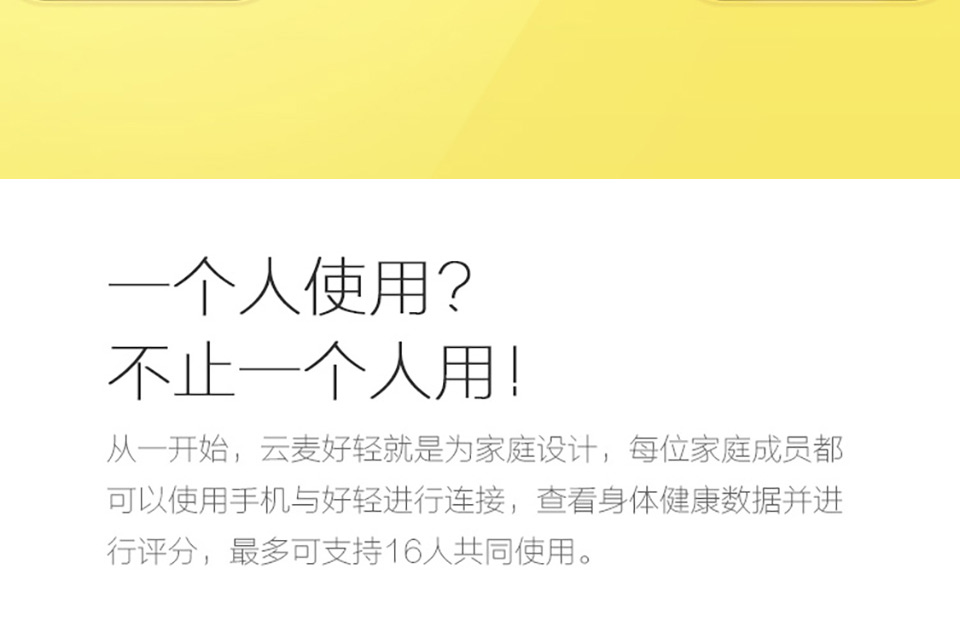 一个人使用?
不止一个人用!
从一开始，云麦好轻就是为家庭设计，每位家庭成员都
可以使用手机与好轻进行连接，查看身体健康数据并进
行评分，最多可支持16人共同使用。